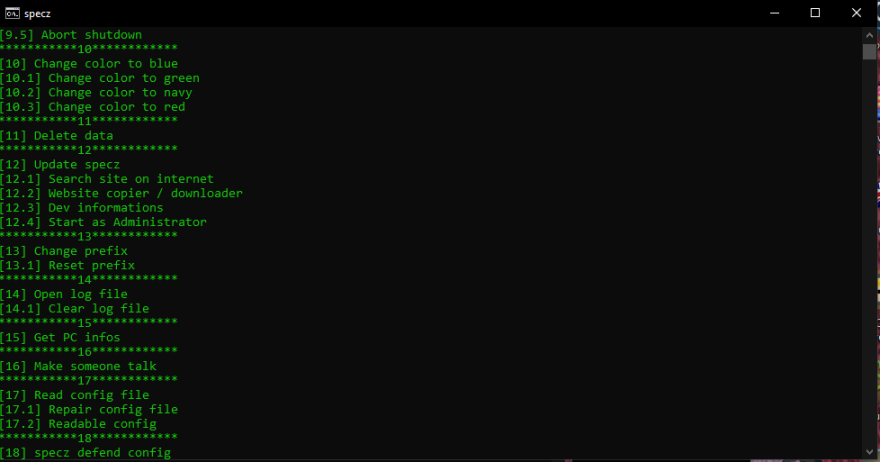 specz
[9.5] Abort shutdown
***********10************
[10] Change color to blue
[10.1] Change color to green
[10.2] Change color to navy
[10.3] Change color to red
***********11************
[11] Delete data
***********12************
[12] Update specz
[12.1] Search site on internet
[12.2] Website copier / downloader
[12.3] Dev informations
[12.4] Start as Administrator
***********13************
[13] Change prefix
[13.1] Reset prefix
***********14************
[14] Open log file
[14.1] Clear log file
***********15************
[15] Get PC infos
***********16************
[16] Make someone talk
***********17************
[17] Read config file
[17.1] Repair config file
[17.2] Readable config
***********18************
[18] specz defend config